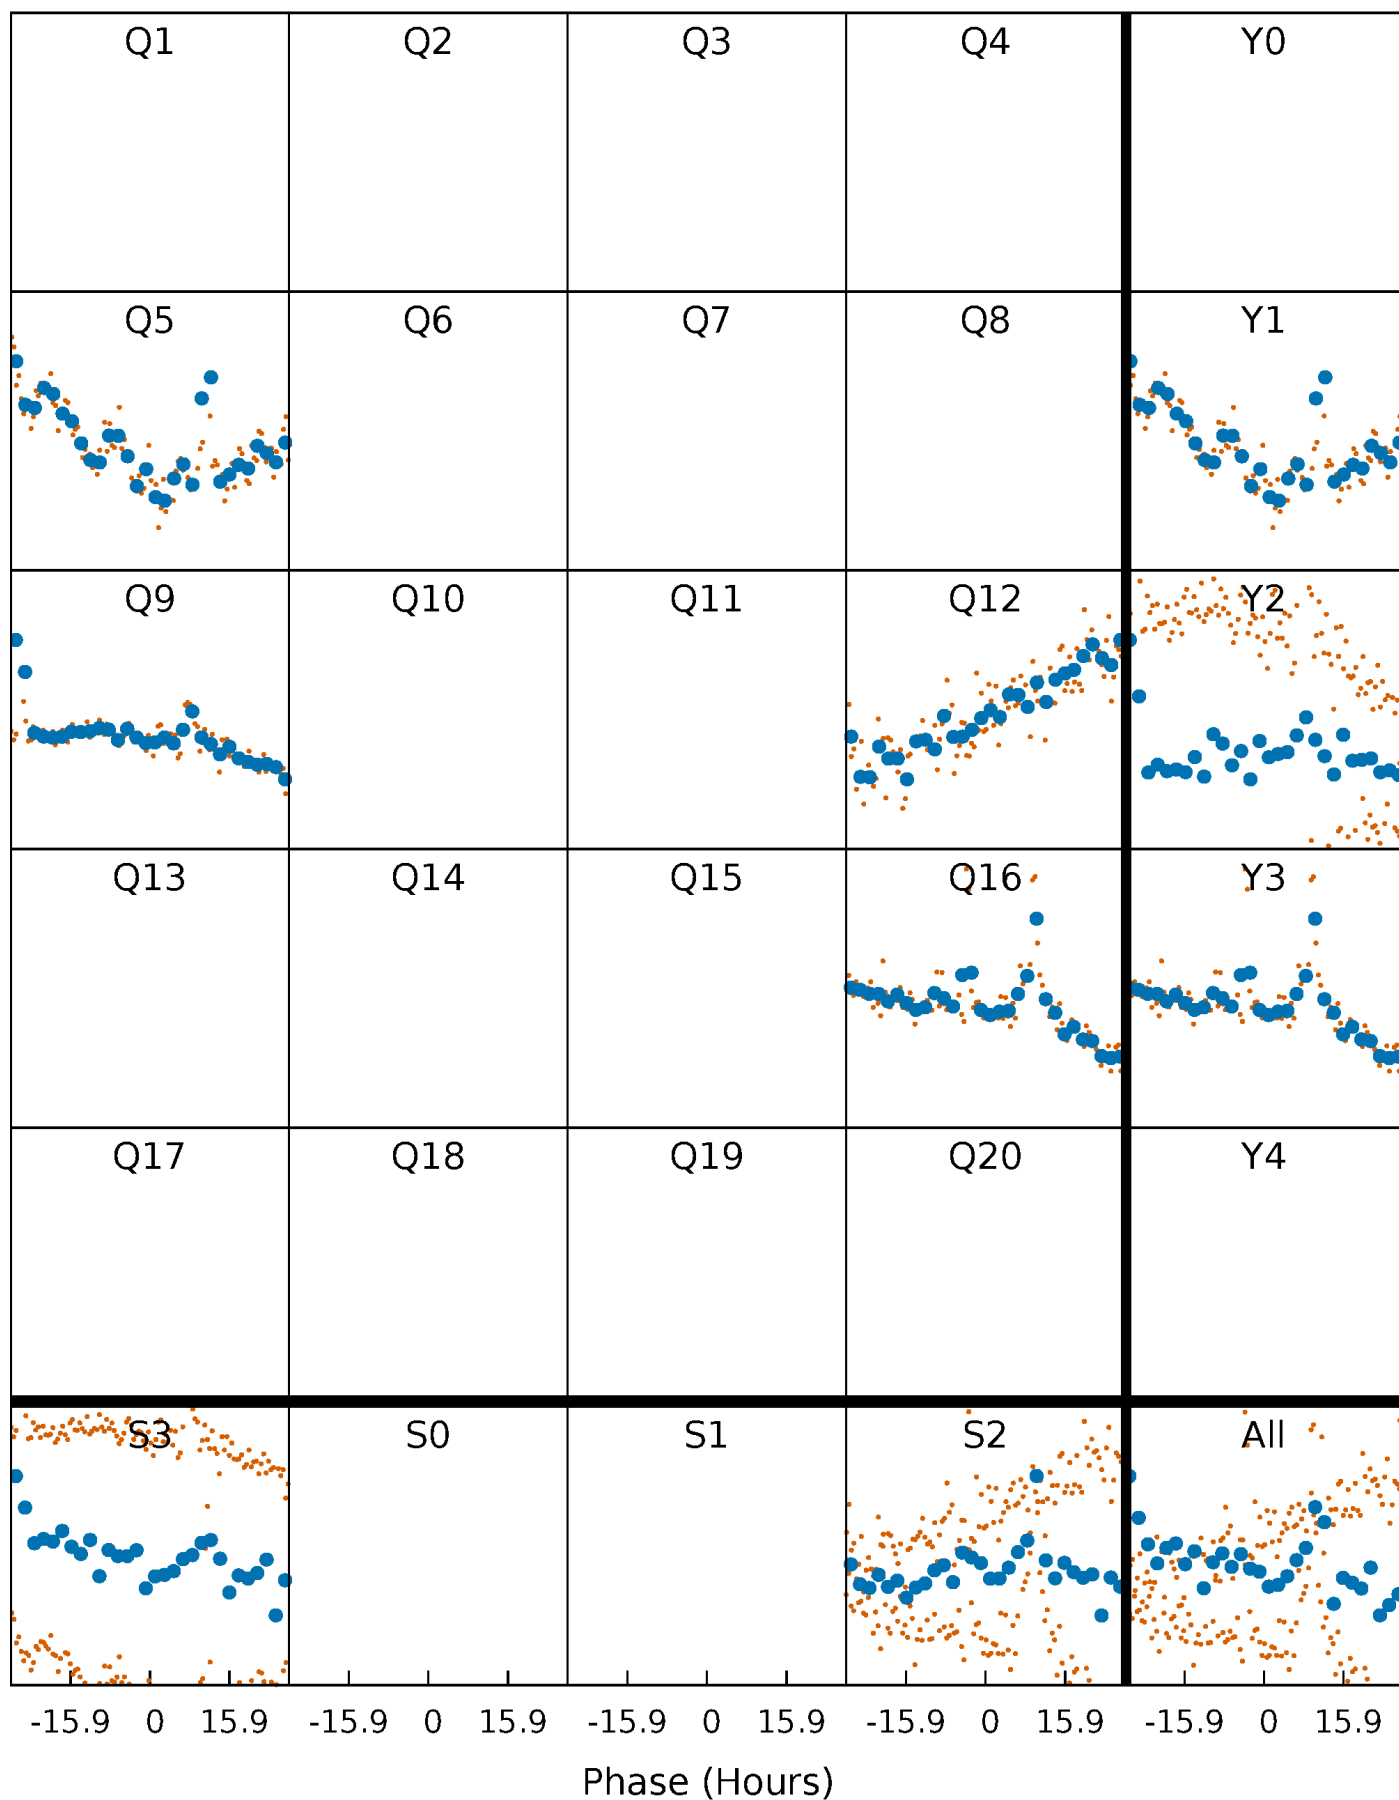 Q1 Q2 Q3 Q4 Y0
Q5 Q6 Q7 Q8 Y1
Q9 Q10 Q11 Q12 Y2
Q13 Q14 Q15 Q16 Y3
Q17 Q18 Q19 Q20 Y4
S3 S0 S1 S2 All
-15.9 0 15.9 -15.9 0 15.9 -15.9 0 15.9 -15.9 0 15.9 -15.9 0 15.9
Phase (Hours)